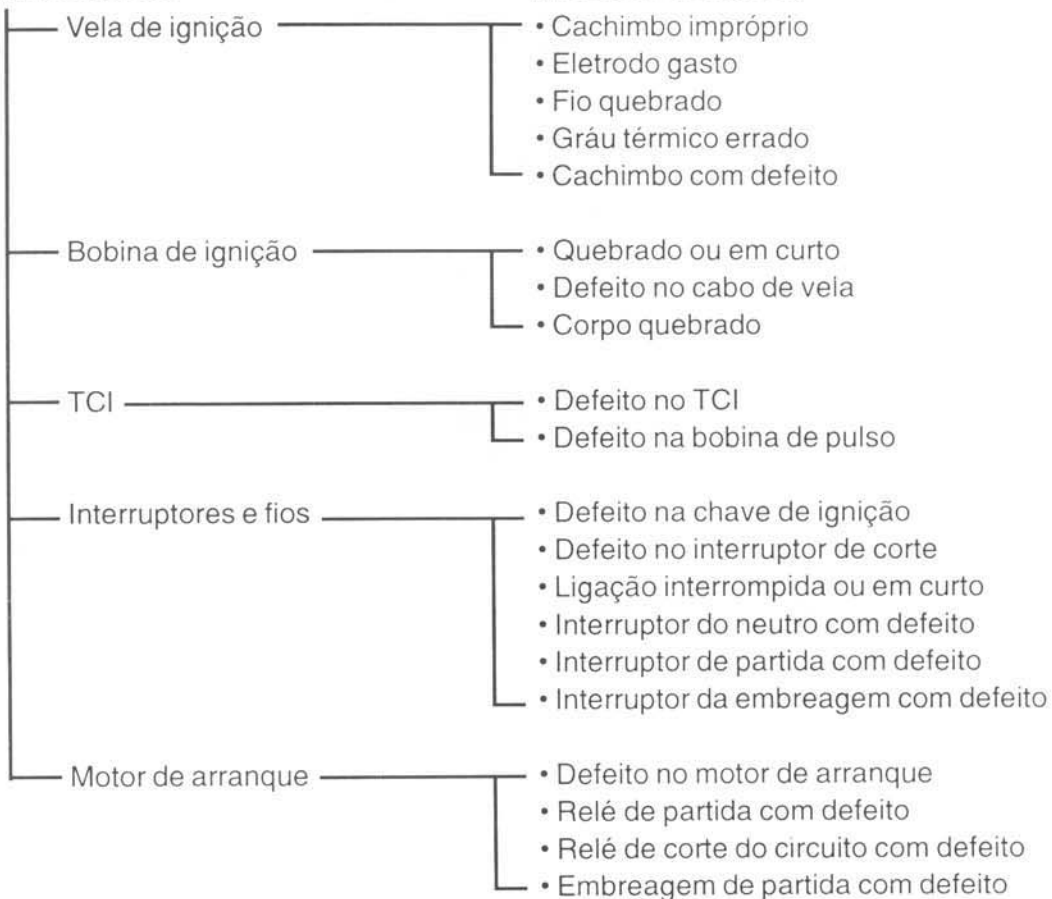 Vela de ignição
• Cachimbo impróprio
• Eletrodo gasto
• Fio quebrado
• Gráu térmico errado
• Cachimbo com defeito
Bobina de ignição
• Quebrado ou em curto
• Defeito no cabo de vela
• Corpo quebrado
TCI
• Defeito no TCI
• Defeito na bobina de pulso
Interruptores e fios
• Defeito na chave de ignição
• Defeito no interruptor de corte
• Ligação interrompida ou em curto
• Interruptor do neutro com defeito
• Interruptor de partida com defeito
• Interruptor da embreagem com defeito
Motor de arranque
• Defeito no motor de arranque
• Relé de partida com defeito
• Relé de corte do circuito com defeito
• Embreagem de partida com defeito